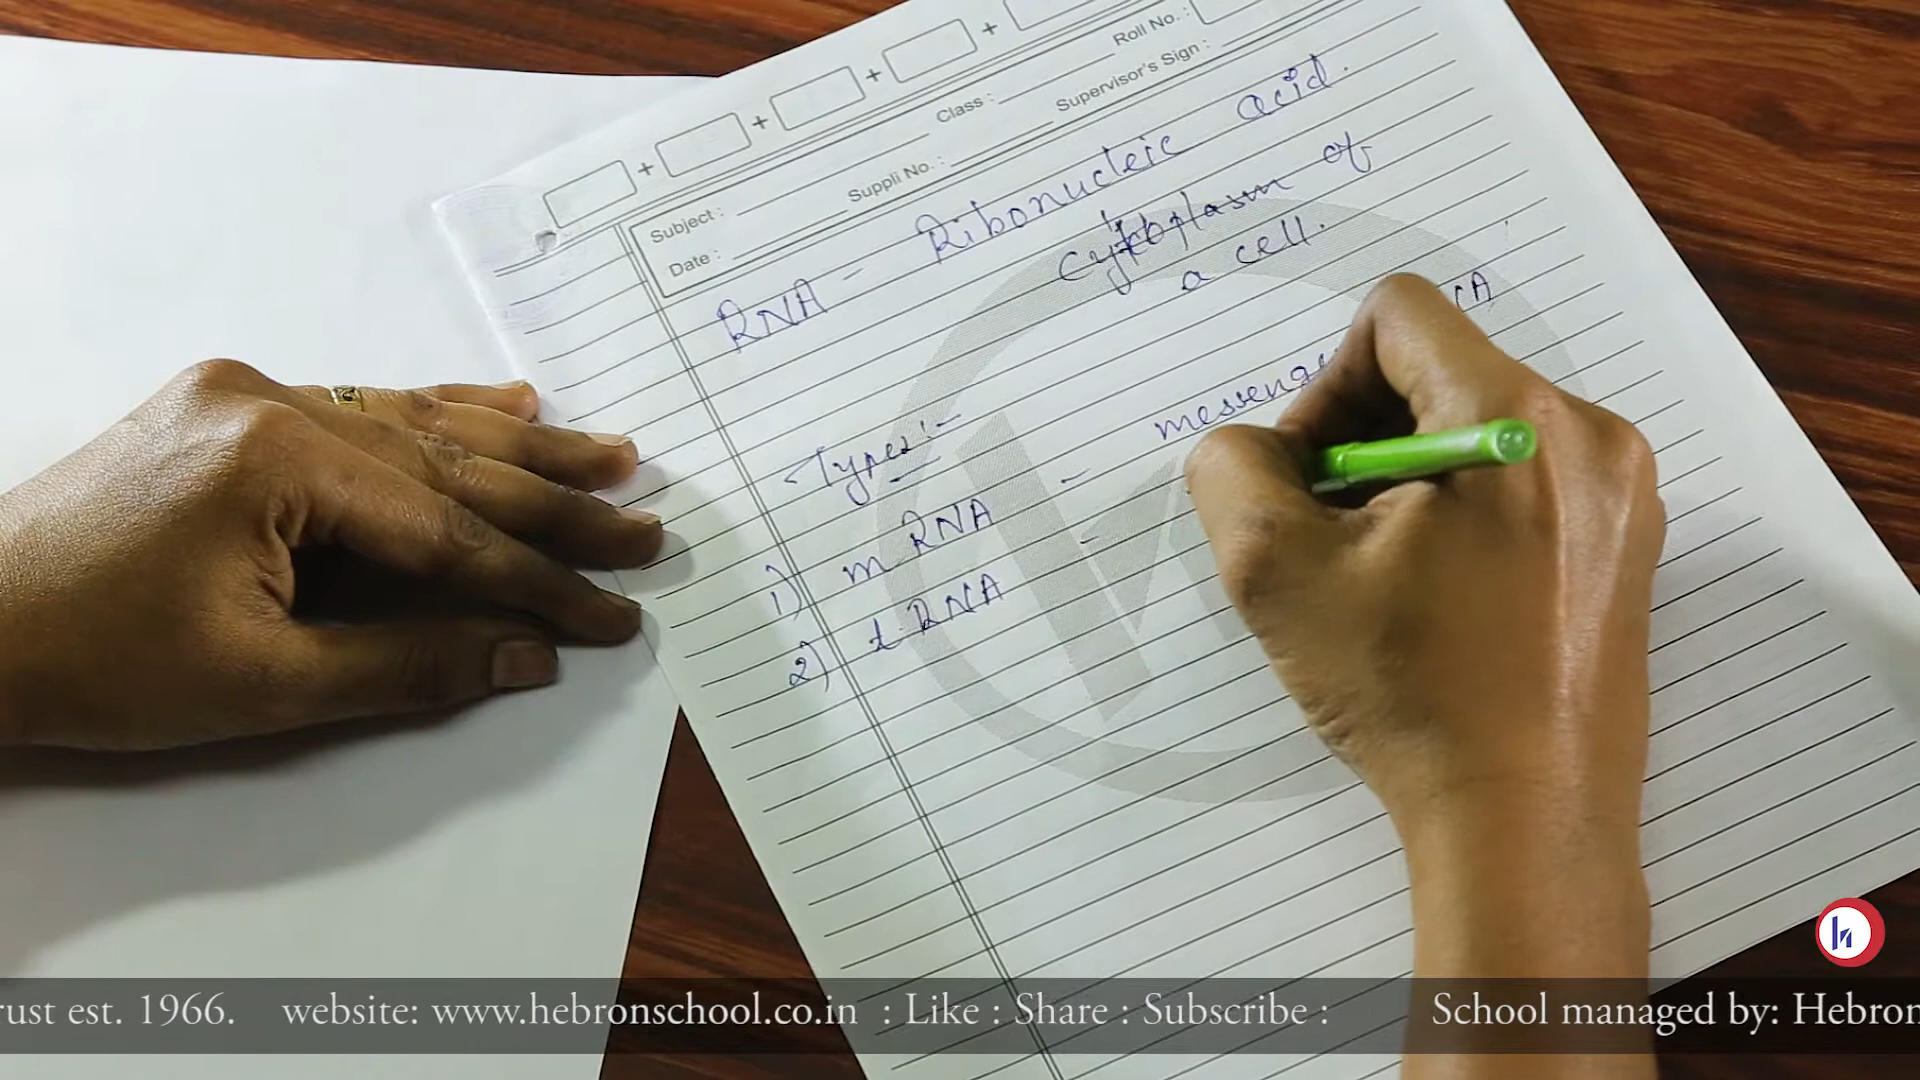 + + + +
Subject : Class : Roll No. :
Date : Suppli No. : Supervisor's Sign :
RNA - Ribonucleic acid.
Cytoplasm of
a cell.
Types :-
1) m RNA -
2) t RNA -
rust est. 1966. website: www.hebronschool.co.in : Like : Share : Subscribe : School managed by: Hebron